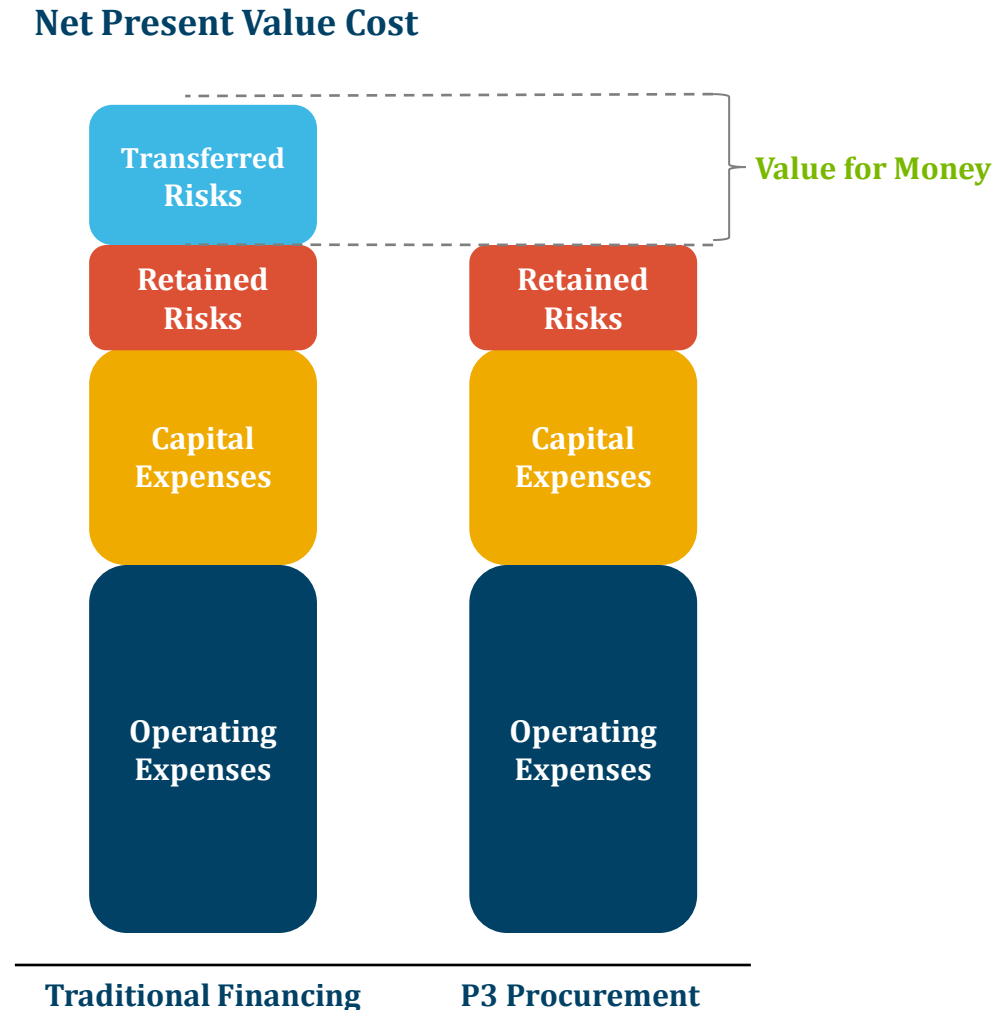 Net Present Value Cost
Transferred
Risks
Value for Money
Retained
Risks
Retained
Risks
Capital
Expenses
Capital
Expenses
Operating
Expenses
Operating
Expenses
Traditional Financing
P3 Procurement